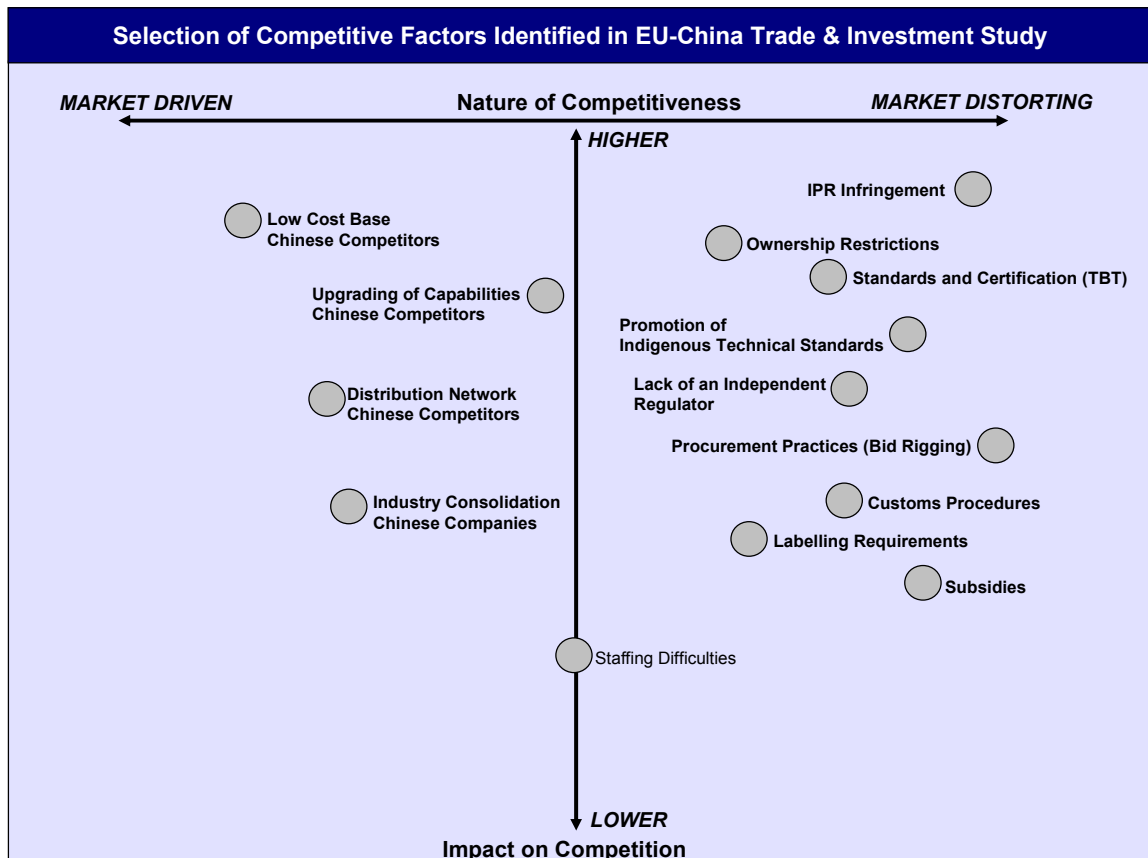 Selection of Competitive Factors Identified in EU-China Trade & Investment Study
MARKET DRIVEN
Nature of Competitiveness
MARKET DISTORTING
HIGHER
IPR Infringement
Low Cost Base
Chinese Competitors
Ownership Restrictions
Standards and Certification (TBT)
Upgrading of Capabilities
Chinese Competitors
Promotion of
Indigenous Technical Standards
Distribution Network
Chinese Competitors
Lack of an Independent
Regulator
Procurement Practices (Bid Rigging)
Industry Consolidation
Chinese Companies
Customs Procedures
Labelling Requirements
Subsidies
Staffing Difficulties
LOWER
Impact on Competition